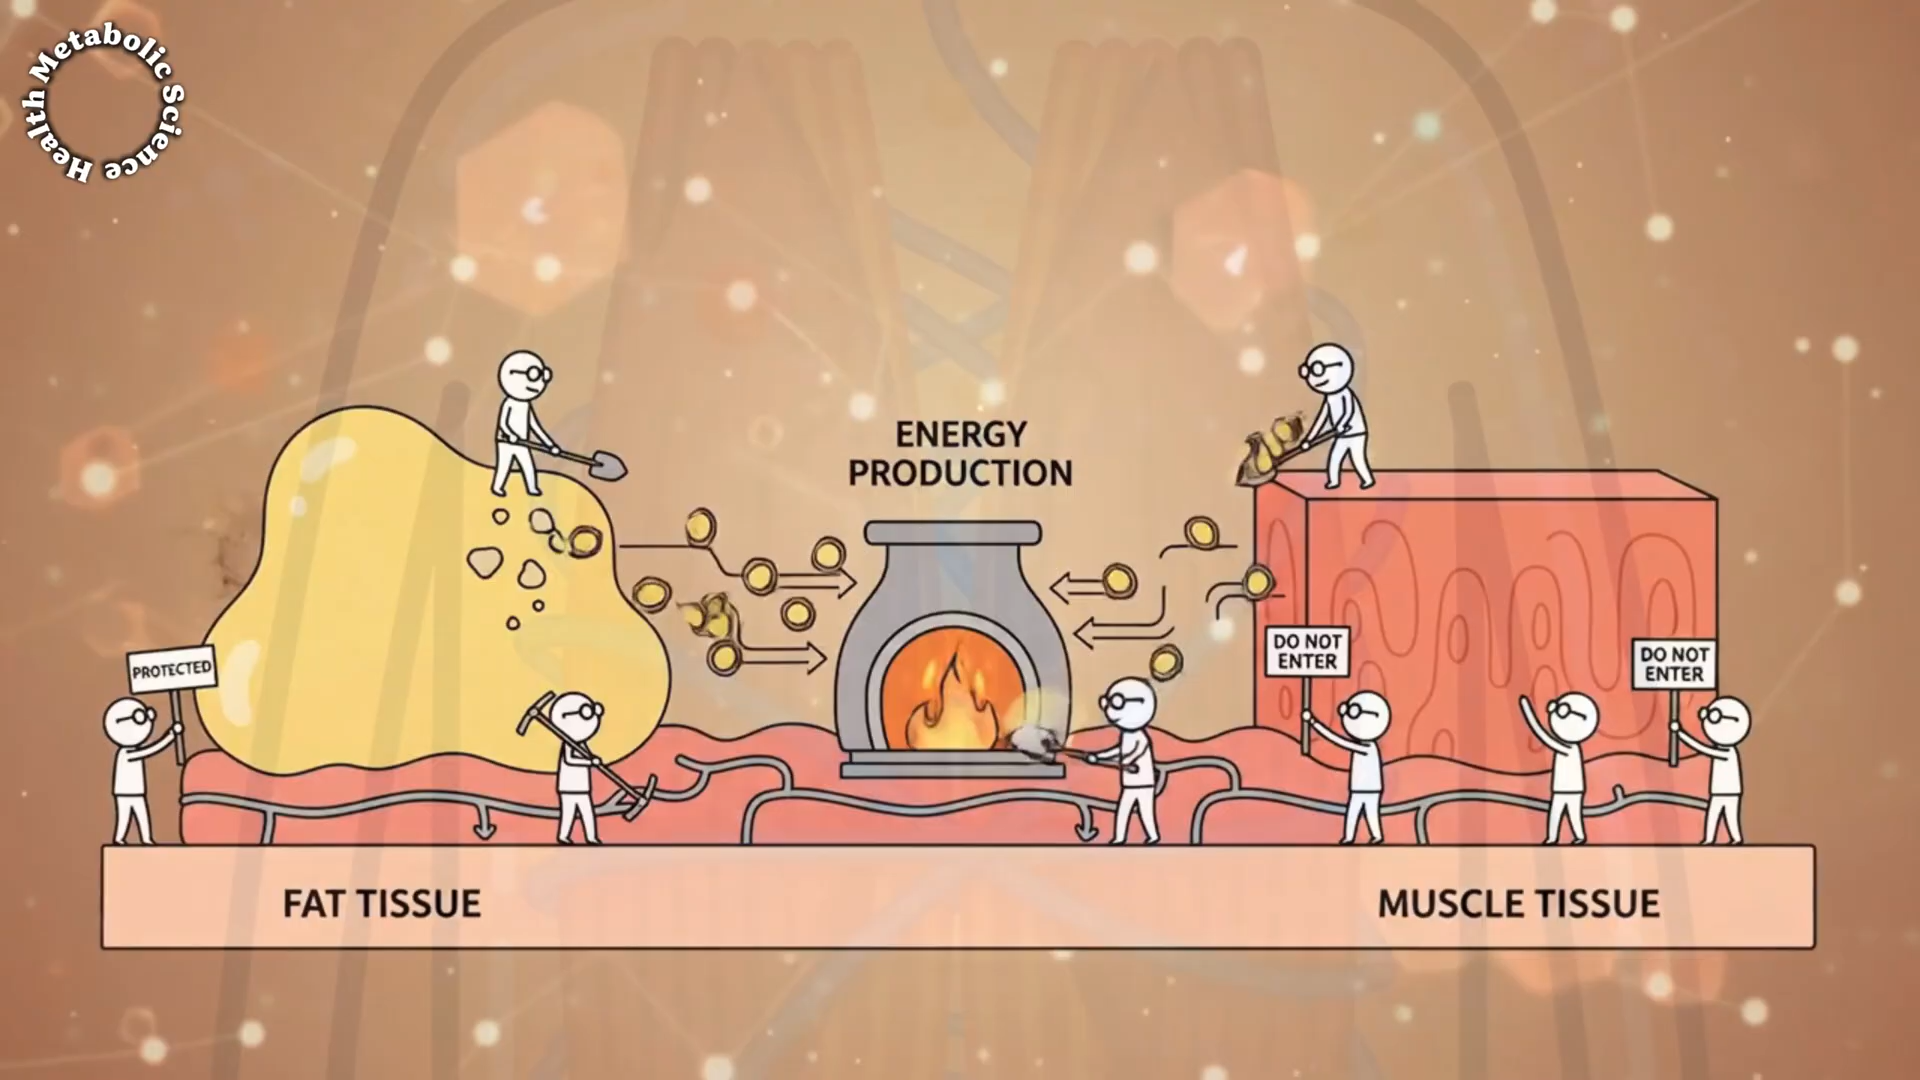 Health Metabolic Science
ENERGY
PRODUCTION
PROTECTED
DO NOT
ENTER
DO NOT
ENTER
FAT TISSUE
MUSCLE TISSUE